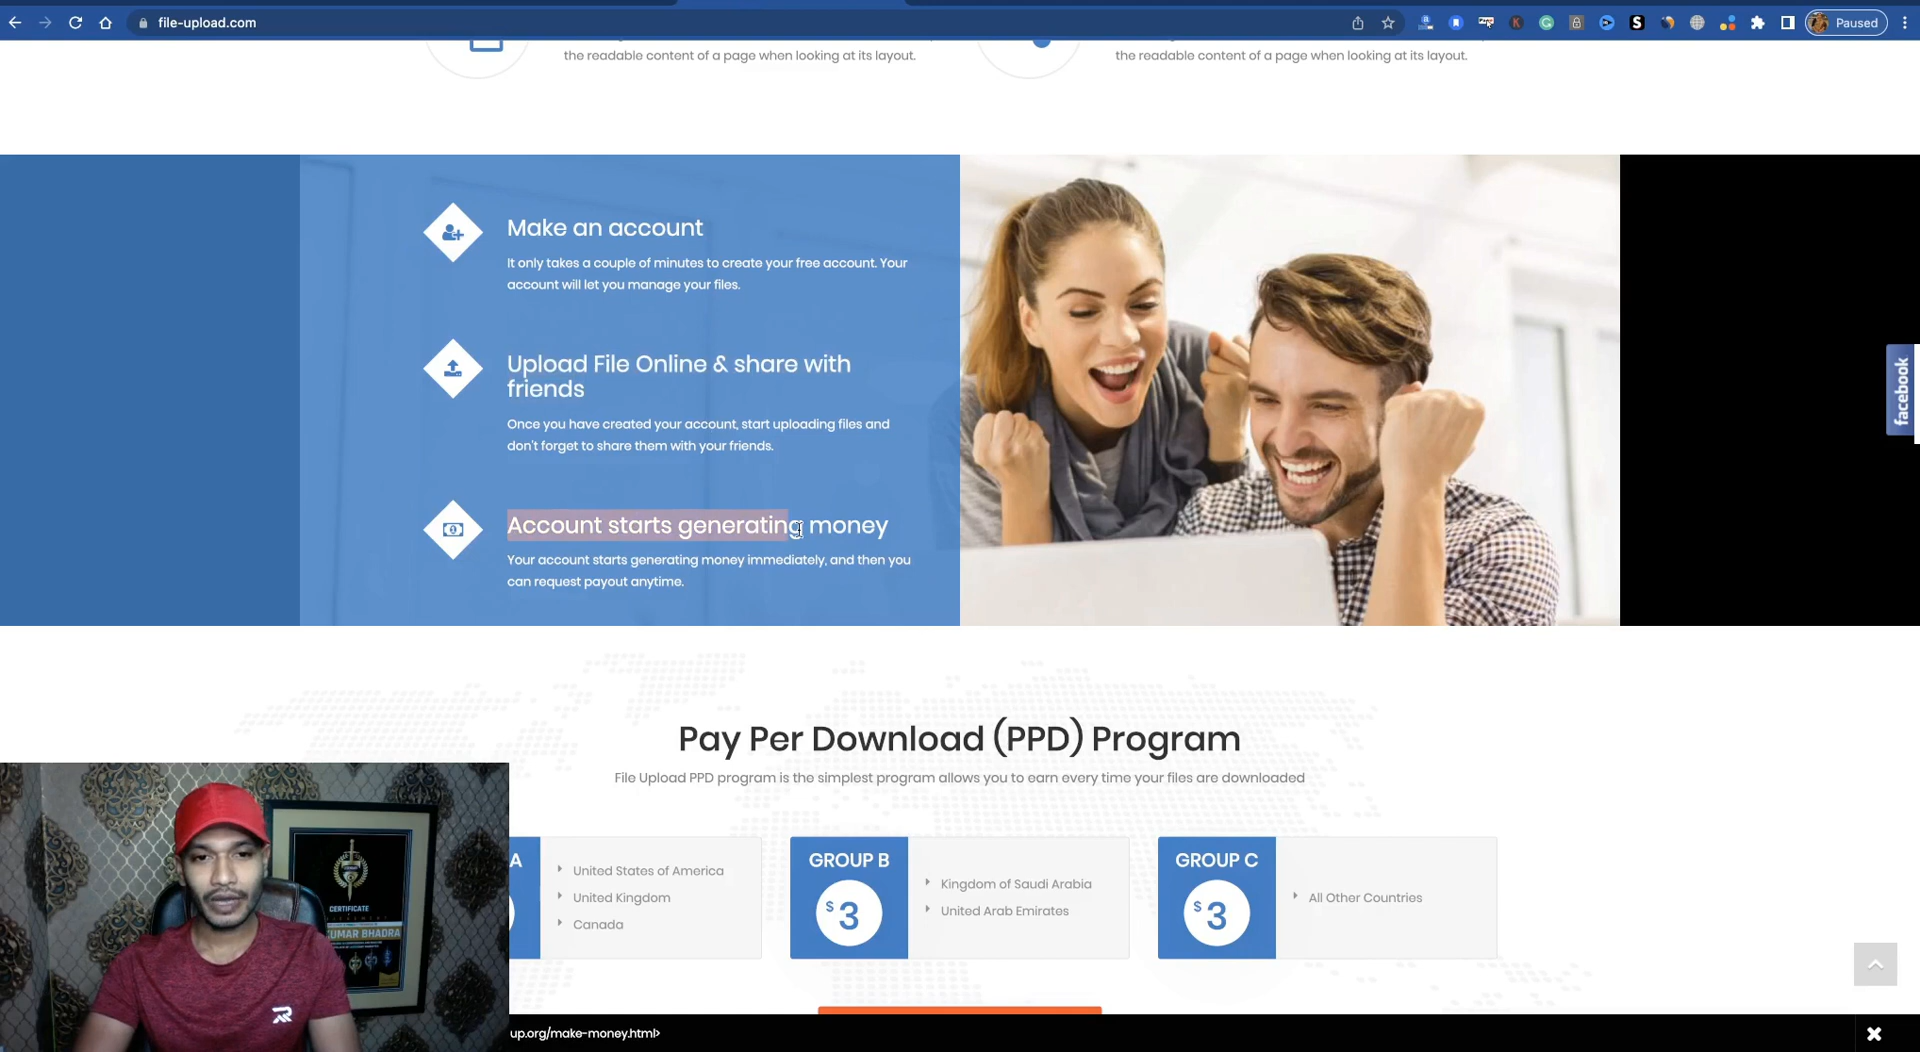 file-upload.com
Paused
the readable content of a page when looking at its layout.
the readable content of a page when looking at its layout.
Make an account
It only takes a couple of minutes to create your free account. Your
account will let you manage your files.
Upload File Online & share with
friends
Once you have created your account, start uploading files and
don't forget to share them with your friends.
Account starts generating money
Your account starts generating money immediately, and then you
can request payout anytime.
facebook
Pay Per Download (PPD) Program
File Upload PPD program is the simplest program allows you to earn every time your files are downloaded
A
United States of America
United Kingdom
Canada
GROUP B
$3
Kingdom of Saudi Arabia
United Arab Emirates
GROUP C
$3
All Other Countries
CERTIFICATE
KUMAR BHADRA
up.org/make-money.html>